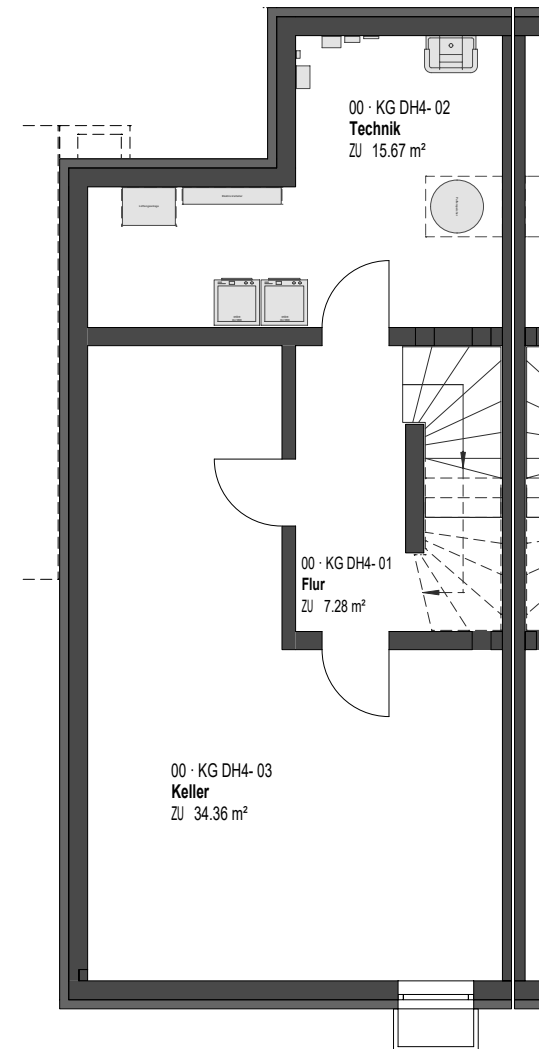 00 · KG DH4- 02
Technik
ZU 15.67 m²
00 · KG DH4- 01
Flur
ZU 7.28 m²
00 · KG DH4- 03
Keller
ZU 34.36 m²